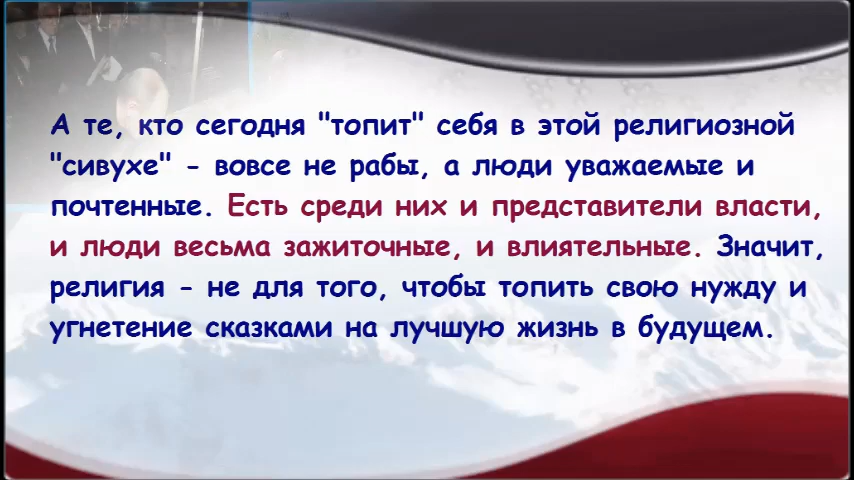 А те, кто сегодня "топит" себя в этой религиозной
"сивухе" - вовсе не рабы, а люди уважаемые и
почтенные. Есть среди них и представители власти,
и люди весьма зажиточные, и влиятельные. Значит,
религия - не для того, чтобы топить свою нужду и
угнетение сказками на лучшую жизнь в будущем.